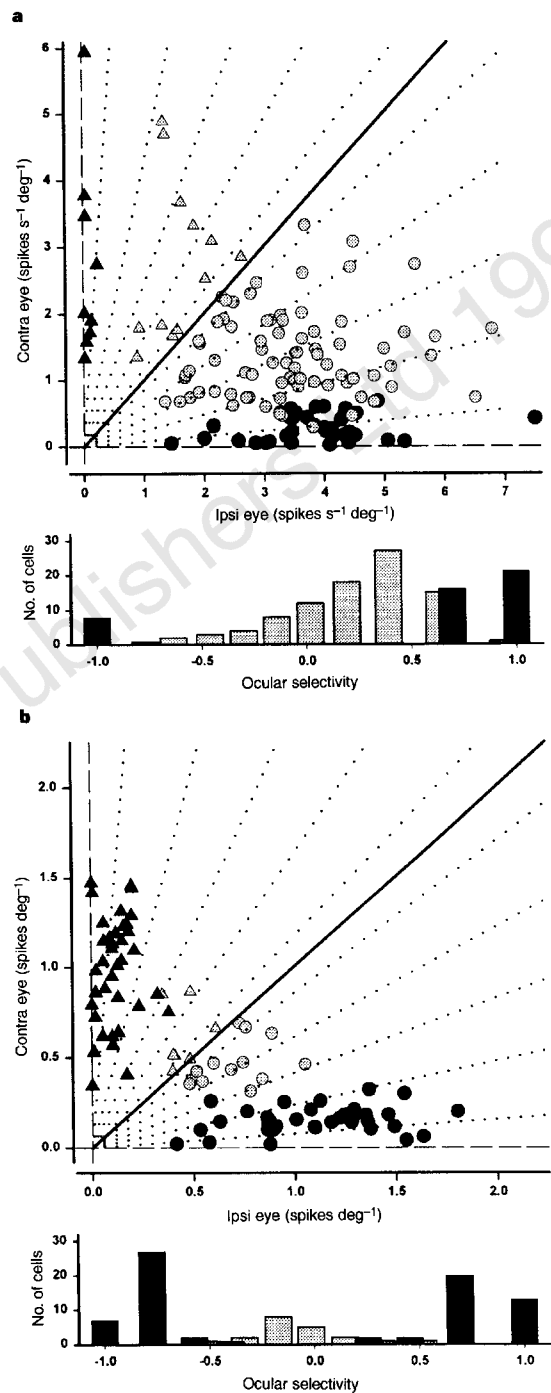 a
Contra eye (spikes s⁻¹ deg⁻¹)
6
5
4
3
2
1
0
0 1 2 3 4 5 6 7
Ipsi eye (spikes s⁻¹ deg⁻¹)
No. of cells
30
20
10
0
-1.0 -0.5 0.0 0.5 1.0
Ocular selectivity
ublishers Ltd 199
b
Contra eye (spikes deg⁻¹)
2.0
1.5
1.0
0.5
0.0
0.0 0.5 1.0 1.5 2.0
Ipsi eye (spikes deg⁻¹)
No. of cells
30
20
10
0
-1.0 -0.5 0.0 0.5 1.0
Ocular selectivity